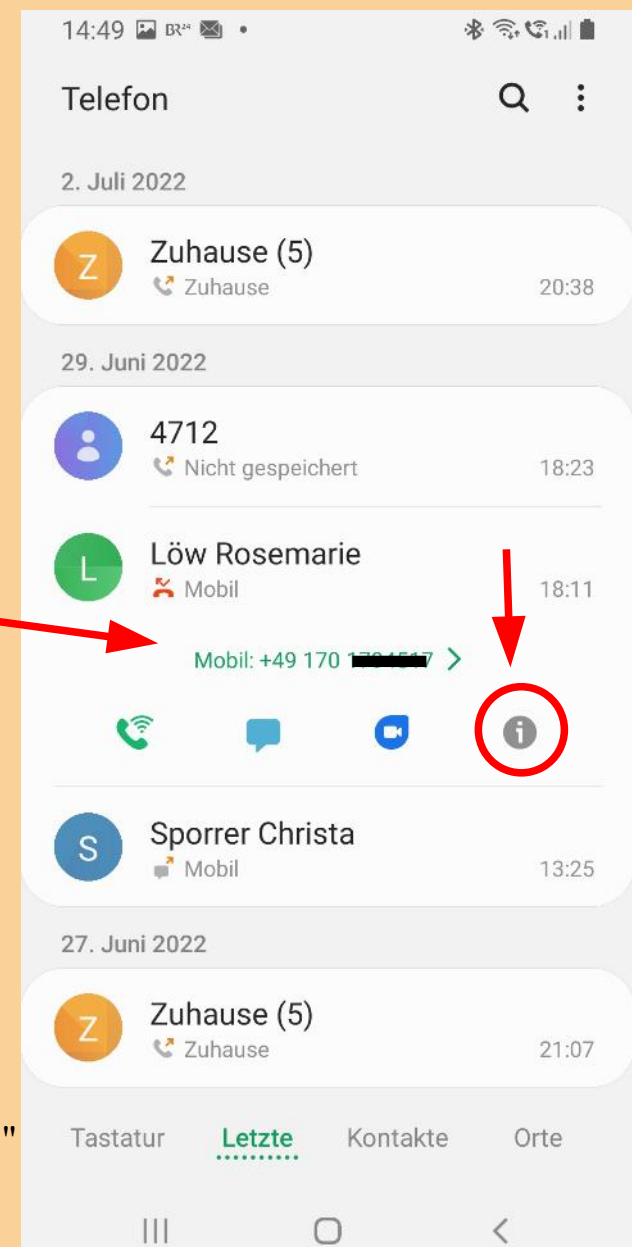 14:49 BR24
Telefon
2. Juli 2022
Z Zuhause (5)
Zuhause 20:38
29. Juni 2022
4712
Nicht gespeichert 18:23
L Löw Rosemarie
Mobil 18:11
Mobil: +49 170
S Sporrer Christa
Mobil 13:25
27. Juni 2022
Z Zuhause (5)
Zuhause 21:07
"
Tastatur Letzte Kontakte Orte